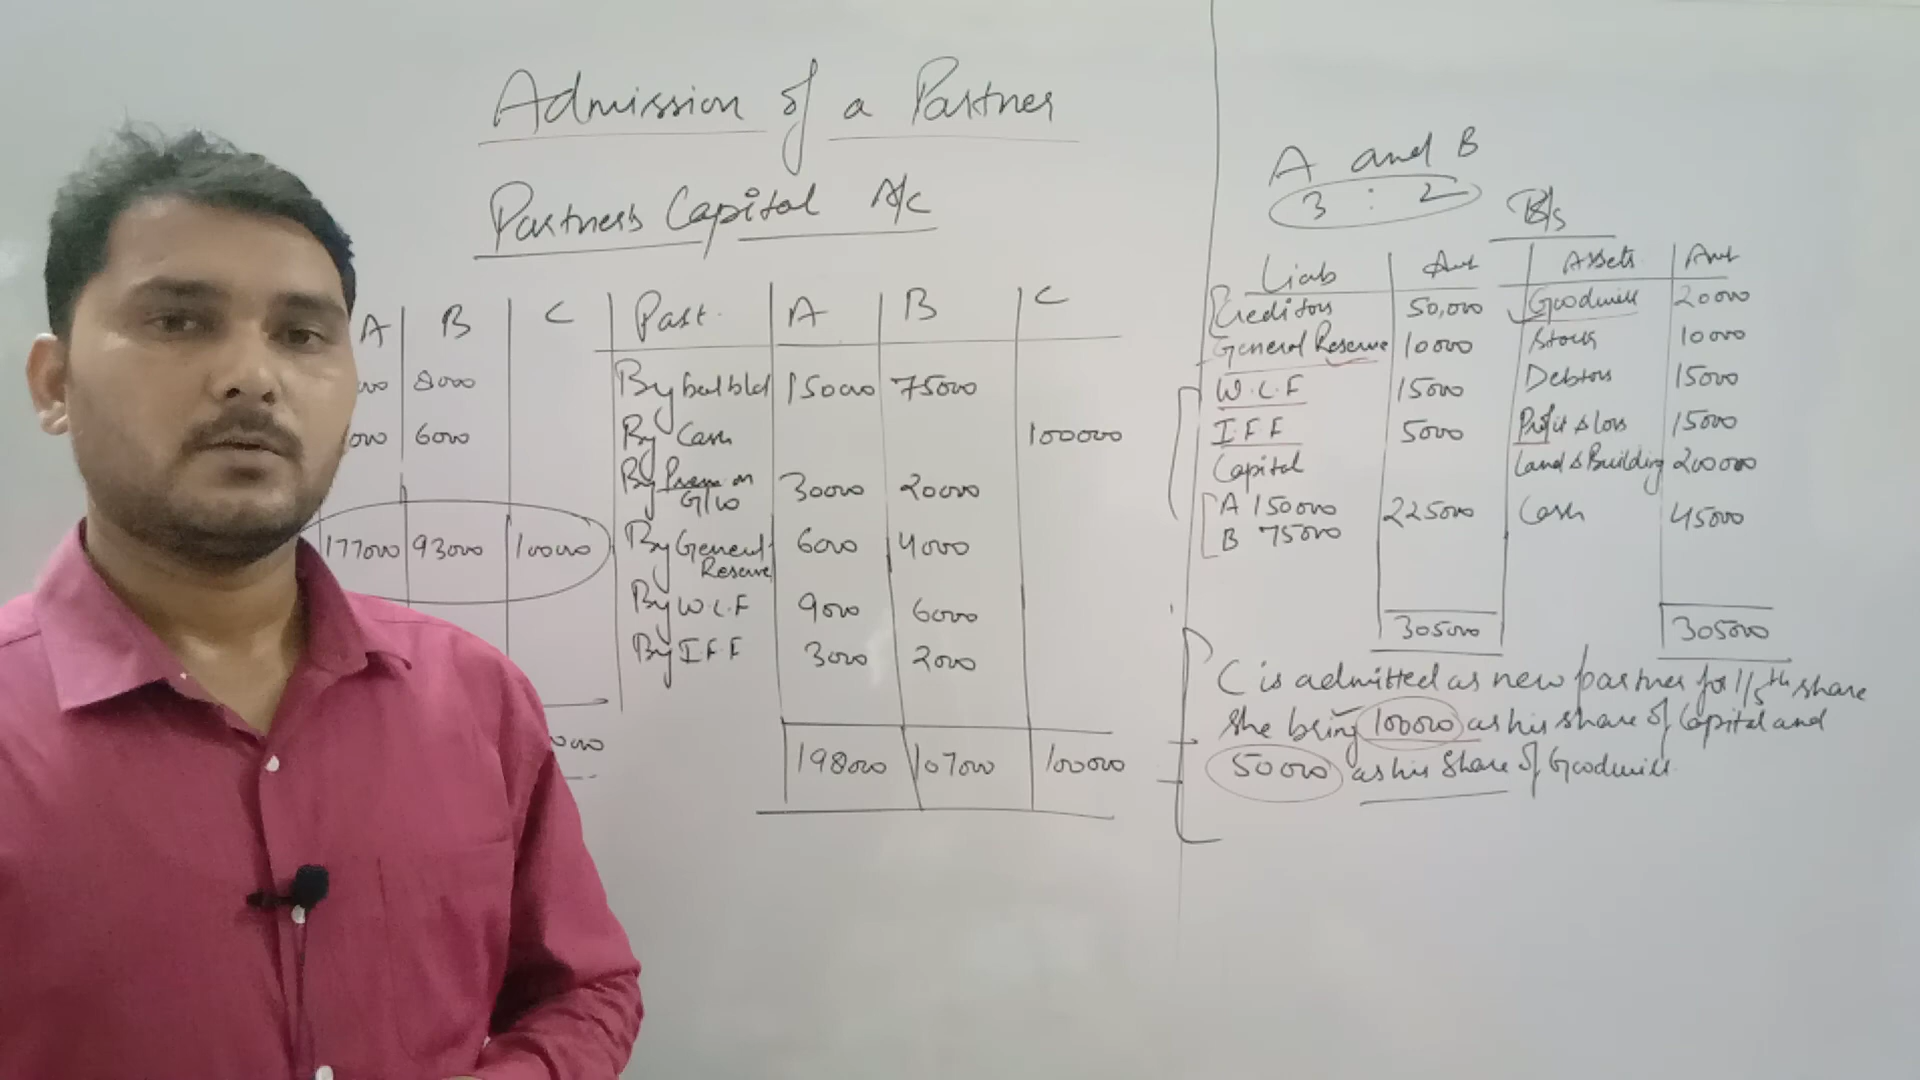 Admission of a Partner
Partners Capital A/c
A B C Part. A B C
000 8000 By bal b/d 150000 75000
000 6000 By Cash 100000
By Prem on G/w 30000 20000
177000 93000 100000 By General Reserve 6000 4000
By W.C.F 9000 6000
By I.F.F 3000 2000
000 198000 107000 100000
A and B
3 : 2
B/s
Liab Amt Assets Amt
Creditors 50,000 Goodwill 20000
General Reserve 10000 Stock 10000
W.C.F 15000 Debtors 15000
I.F.F 5000 Profit & loss 15000
Capital Land & Building 200000
A 150000 225000 Cash 45000
B 75000
305000 305000
C is admitted as new partner for 1/5th share
She bring 100000 as his share of Capital and
50000 as his share of Goodwill.